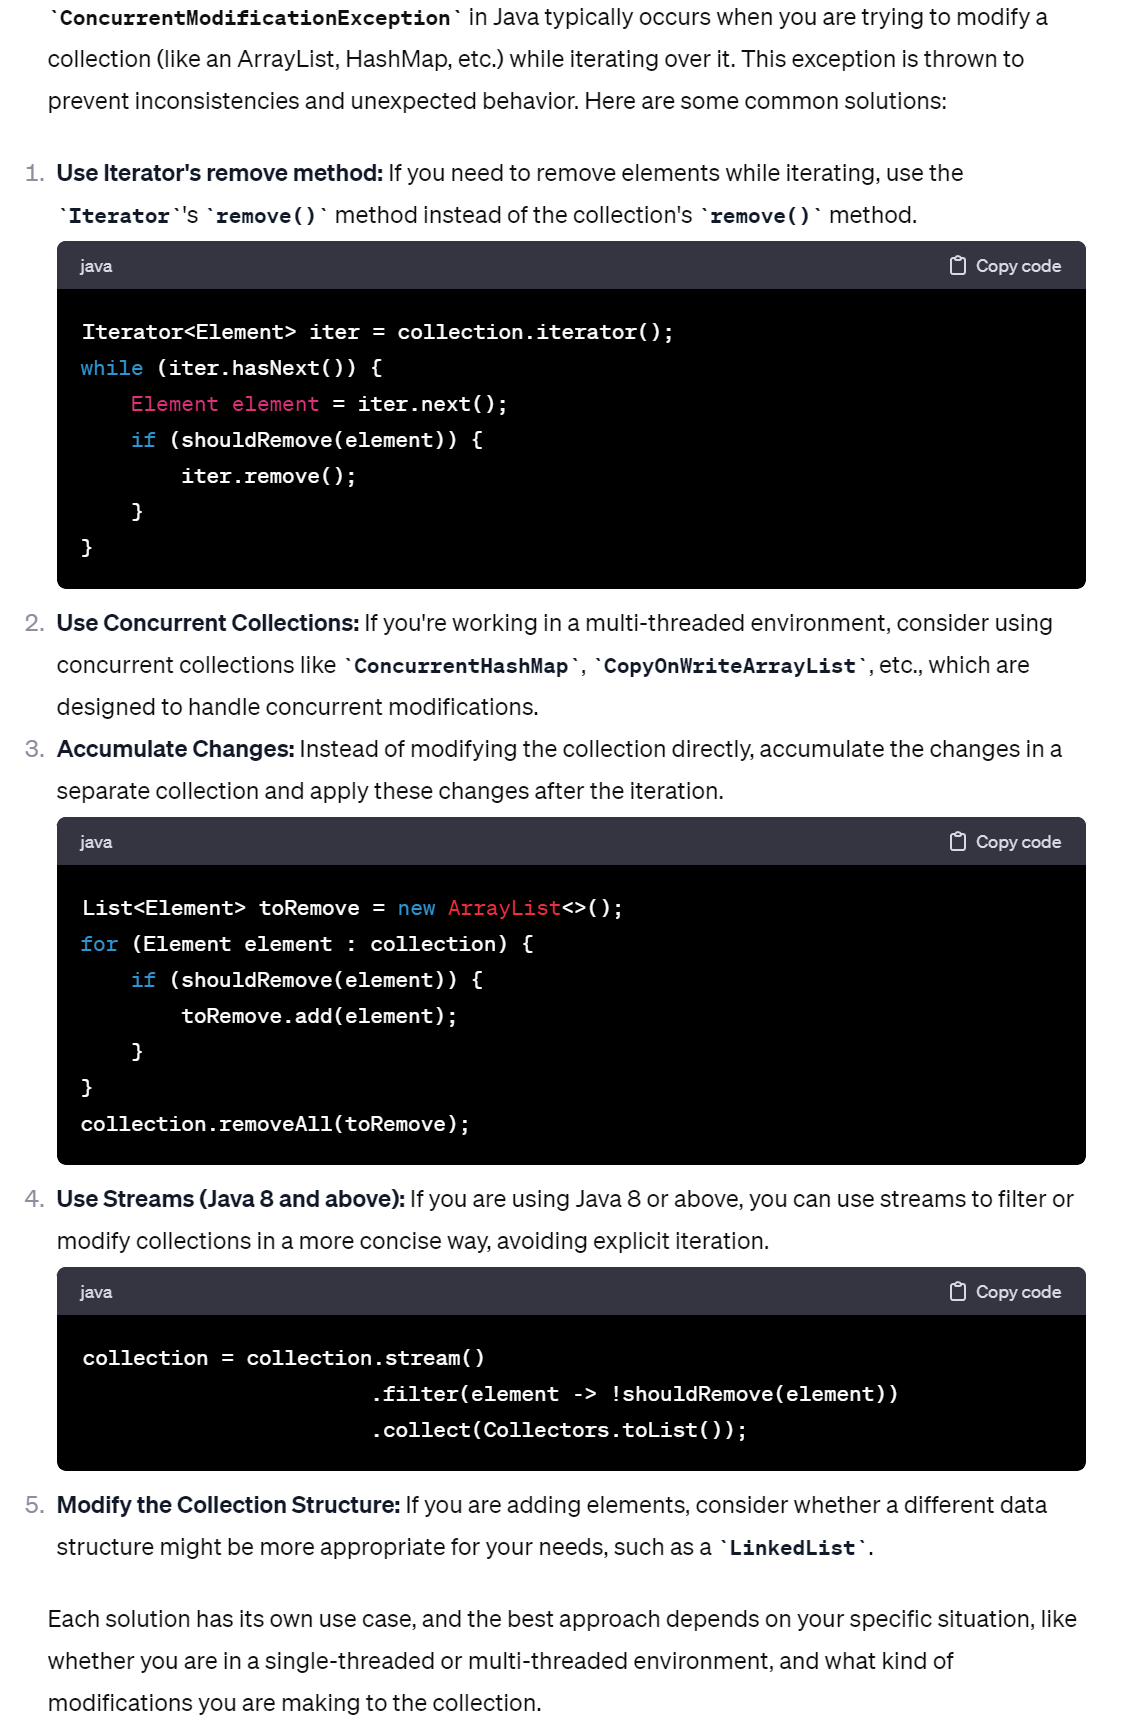 `ConcurrentModificationException` in Java typically occurs when you are trying to modify a
collection (like an ArrayList, HashMap, etc.) while iterating over it. This exception is thrown to
prevent inconsistencies and unexpected behavior. Here are some common solutions:
1. Use Iterator's remove method: If you need to remove elements while iterating, use the
`Iterator`'s `remove()` method instead of the collection's `remove()` method.
java Copy code
Iterator<Element> iter = collection.iterator();
while (iter.hasNext()) {
    Element element = iter.next();
    if (shouldRemove(element)) {
        iter.remove();
    }
}
2. Use Concurrent Collections: If you're working in a multi-threaded environment, consider using
concurrent collections like `ConcurrentHashMap`, `CopyOnWriteArrayList`, etc., which are
designed to handle concurrent modifications.
3. Accumulate Changes: Instead of modifying the collection directly, accumulate the changes in a
separate collection and apply these changes after the iteration.
java Copy code
List<Element> toRemove = new ArrayList<>();
for (Element element : collection) {
    if (shouldRemove(element)) {
        toRemove.add(element);
    }
}
collection.removeAll(toRemove);
4. Use Streams (Java 8 and above): If you are using Java 8 or above, you can use streams to filter or
modify collections in a more concise way, avoiding explicit iteration.
java Copy code
collection = collection.stream()
                       .filter(element -> !shouldRemove(element))
                       .collect(Collectors.toList());
5. Modify the Collection Structure: If you are adding elements, consider whether a different data
structure might be more appropriate for your needs, such as a `LinkedList`.
Each solution has its own use case, and the best approach depends on your specific situation, like
whether you are in a single-threaded or multi-threaded environment, and what kind of
modifications you are making to the collection.